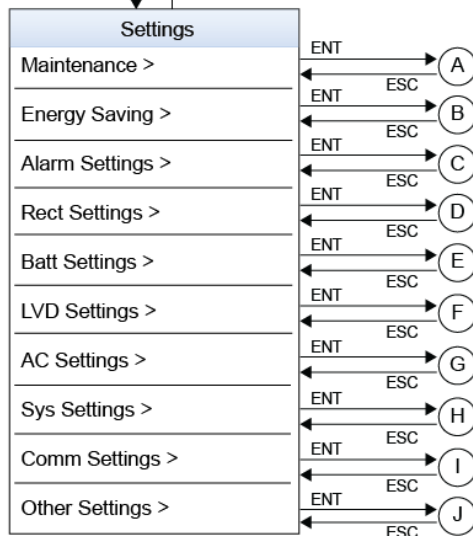 Settings
Maintenance > ENT ESC A
Energy Saving > ENT ESC B
Alarm Settings > ENT ESC C
Rect Settings > ENT ESC D
Batt Settings > ENT ESC E
LVD Settings > ENT ESC F
AC Settings > ENT ESC G
Sys Settings > ENT ESC H
Comm Settings > ENT ESC I
Other Settings > ENT ESC J